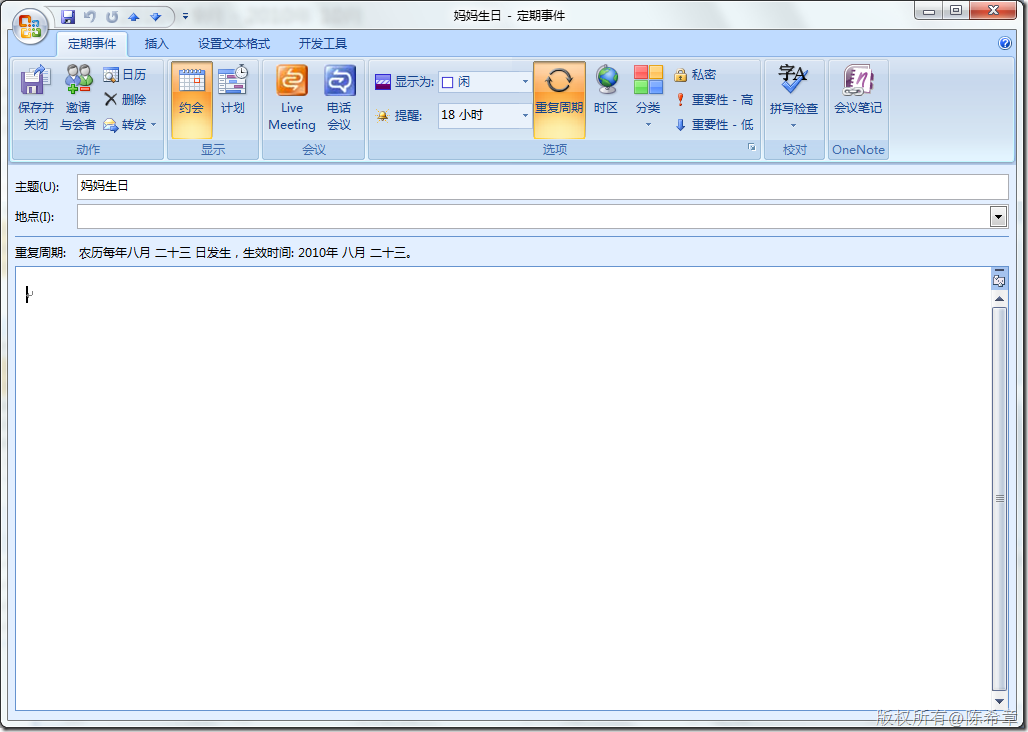 妈妈生日 - 定期事件
定期事件 插入 设置文本格式 开发工具
保存并关闭 邀请与会者 日历 删除 转发
动作
约会 计划
显示
Live Meeting 电话会议
会议
显示为: 闲
提醒: 18 小时
重复周期 时区 分类
私密
重要性 - 高
重要性 - 低
选项
字A
拼写检查
校对
会议笔记
OneNote
主题(U): 妈妈生日
地点(I):
重复周期: 农历每年八月 二十三 日发生，生效时间: 2010年 八月 二十三。
版权所有@陈希章